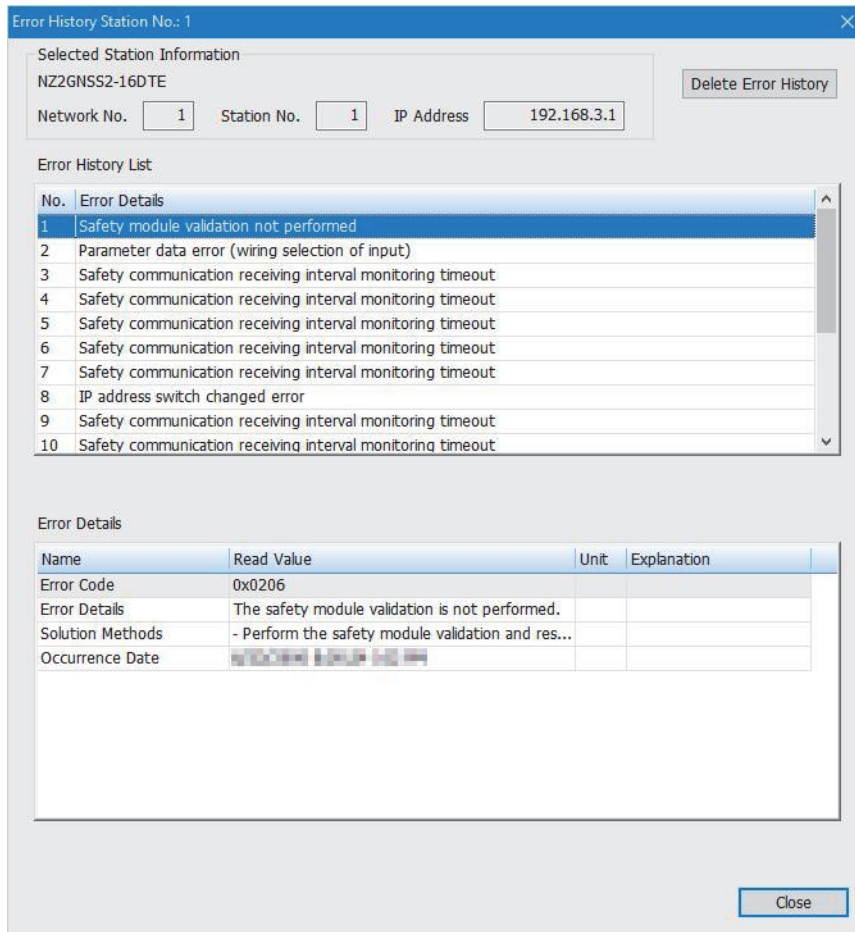 Error History Station No.: 1
Selected Station Information
NZ2GNSS2-16DTE
Delete Error History
Network No. 1 Station No. 1 IP Address 192.168.3.1
Error History List
No. Error Details
1 Safety module validation not performed
2 Parameter data error (wiring selection of input)
3 Safety communication receiving interval monitoring timeout
4 Safety communication receiving interval monitoring timeout
5 Safety communication receiving interval monitoring timeout
6 Safety communication receiving interval monitoring timeout
7 Safety communication receiving interval monitoring timeout
8 IP address switch changed error
9 Safety communication receiving interval monitoring timeout
10 Safety communication receiving interval monitoring timeout
Error Details
Name Read Value Unit Explanation
Error Code 0x0206
Error Details The safety module validation is not performed.
Solution Methods - Perform the safety module validation and res...
Occurrence Date
Close